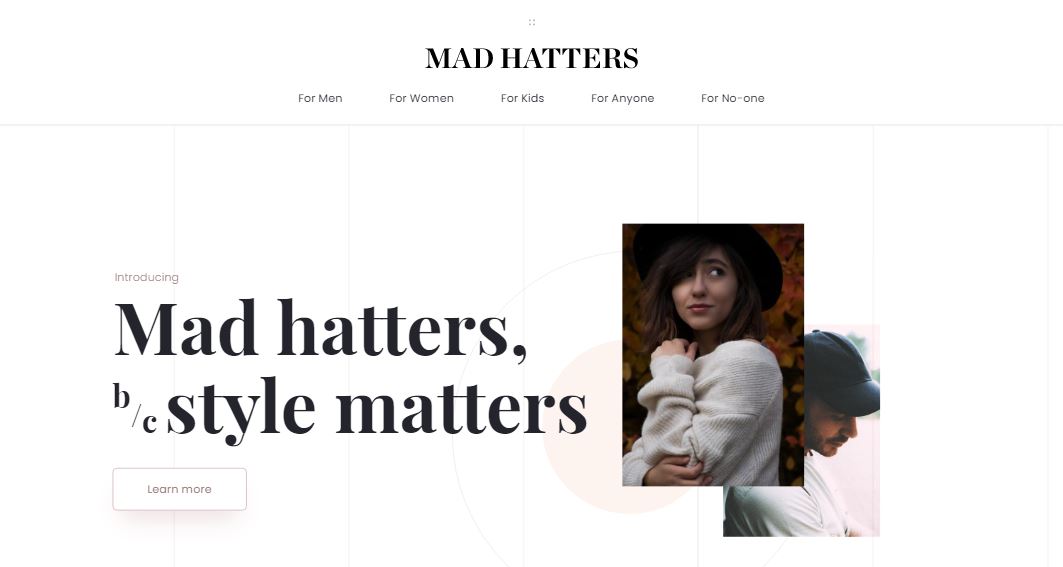 MAD HATTERS
For Men For Women For Kids For Anyone For No-one
Introducing
Mad hatters,
b/c style matters
Learn more